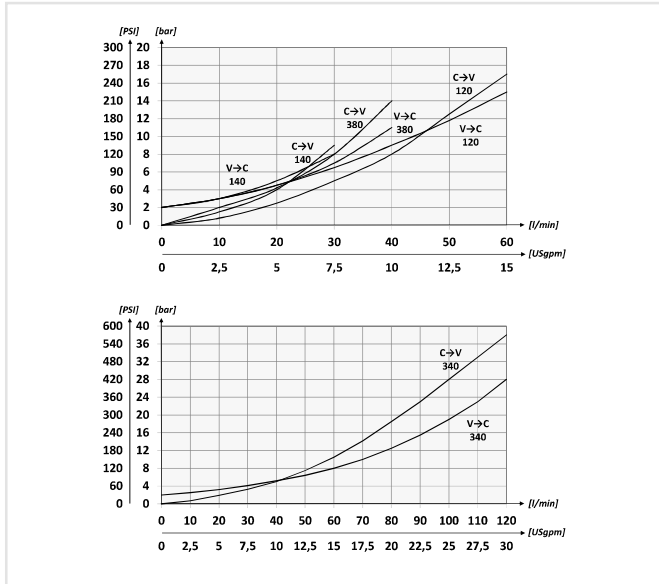 [PSI] [bar]
300 20
270 18
240 16
210 14
180 12
150 10
120 8
90 6
60 4
30 2
0 0
C→V
120
C→V
380
V→C
380
V→C
120
C→V
140
V→C
140
0 10 20 30 40 50 60 [l/min]
0 2,5 5 7,5 10 12,5 15 [USgpm]
[PSI] [bar]
600 40
540 36
480 32
420 28
360 24
300 20
240 16
180 12
120 8
60 4
0 0
C→V
340
V→C
340
0 10 20 30 40 50 60 70 80 90 100 110 120 [l/min]
0 2,5 5 7,5 10 12,5 15 17,5 20 22,5 25 27,5 30 [USgpm]